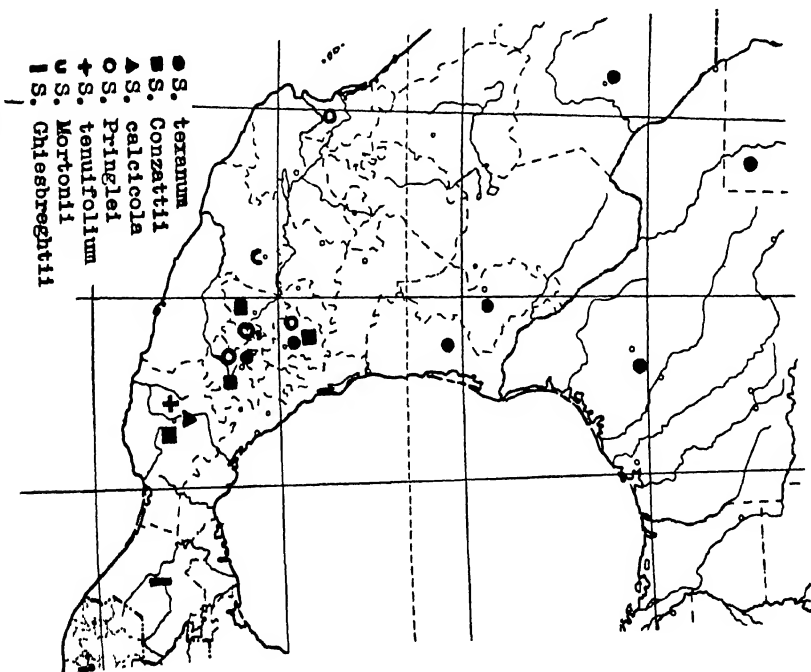 ● S. texanum
■ S. Conzattii
▲ S. calcicola
○ S. Pringlei
+ S. tenuifolium
∪ S. Mortonii
❙ S. Ghiesbreghtii